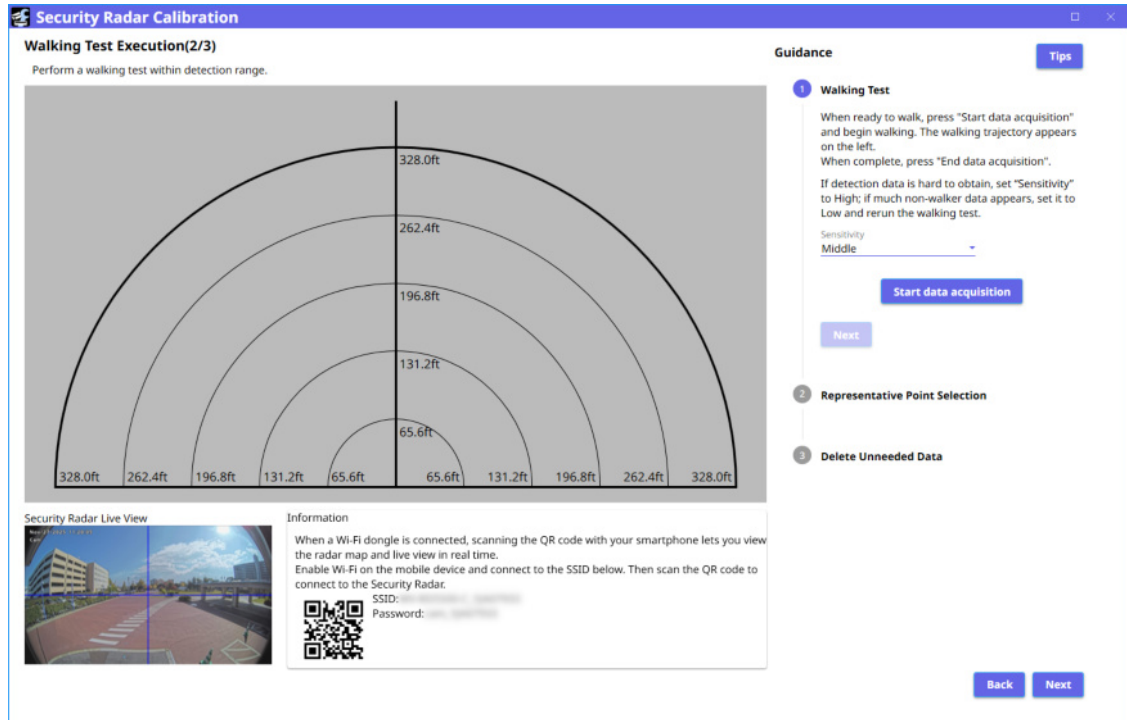 Security Radar Calibration
Walking Test Execution(2/3)
Perform a walking test within detection range.
328.0ft
262.4ft
196.8ft
131.2ft
65.6ft
328.0ft 262.4ft 196.8ft 131.2ft 65.6ft 65.6ft 131.2ft 196.8ft 262.4ft 328.0ft
Security Radar Live View
Information
When a Wi-Fi dongle is connected, scanning the QR code with your smartphone lets you view
the radar map and live view in real time.
Enable Wi-Fi on the mobile device and connect to the SSID below. Then scan the QR code to
connect to the Security Radar.
SSID:
Password:
Guidance
Tips
1 Walking Test
When ready to walk, press "Start data acquisition"
and begin walking. The walking trajectory appears
on the left.
When complete, press "End data acquisition".
If detection data is hard to obtain, set “Sensitivity”
to High; if much non-walker data appears, set it to
Low and rerun the walking test.
Sensitivity
Middle
Start data acquisition
Next
2 Representative Point Selection
3 Delete Unneeded Data
Back Next